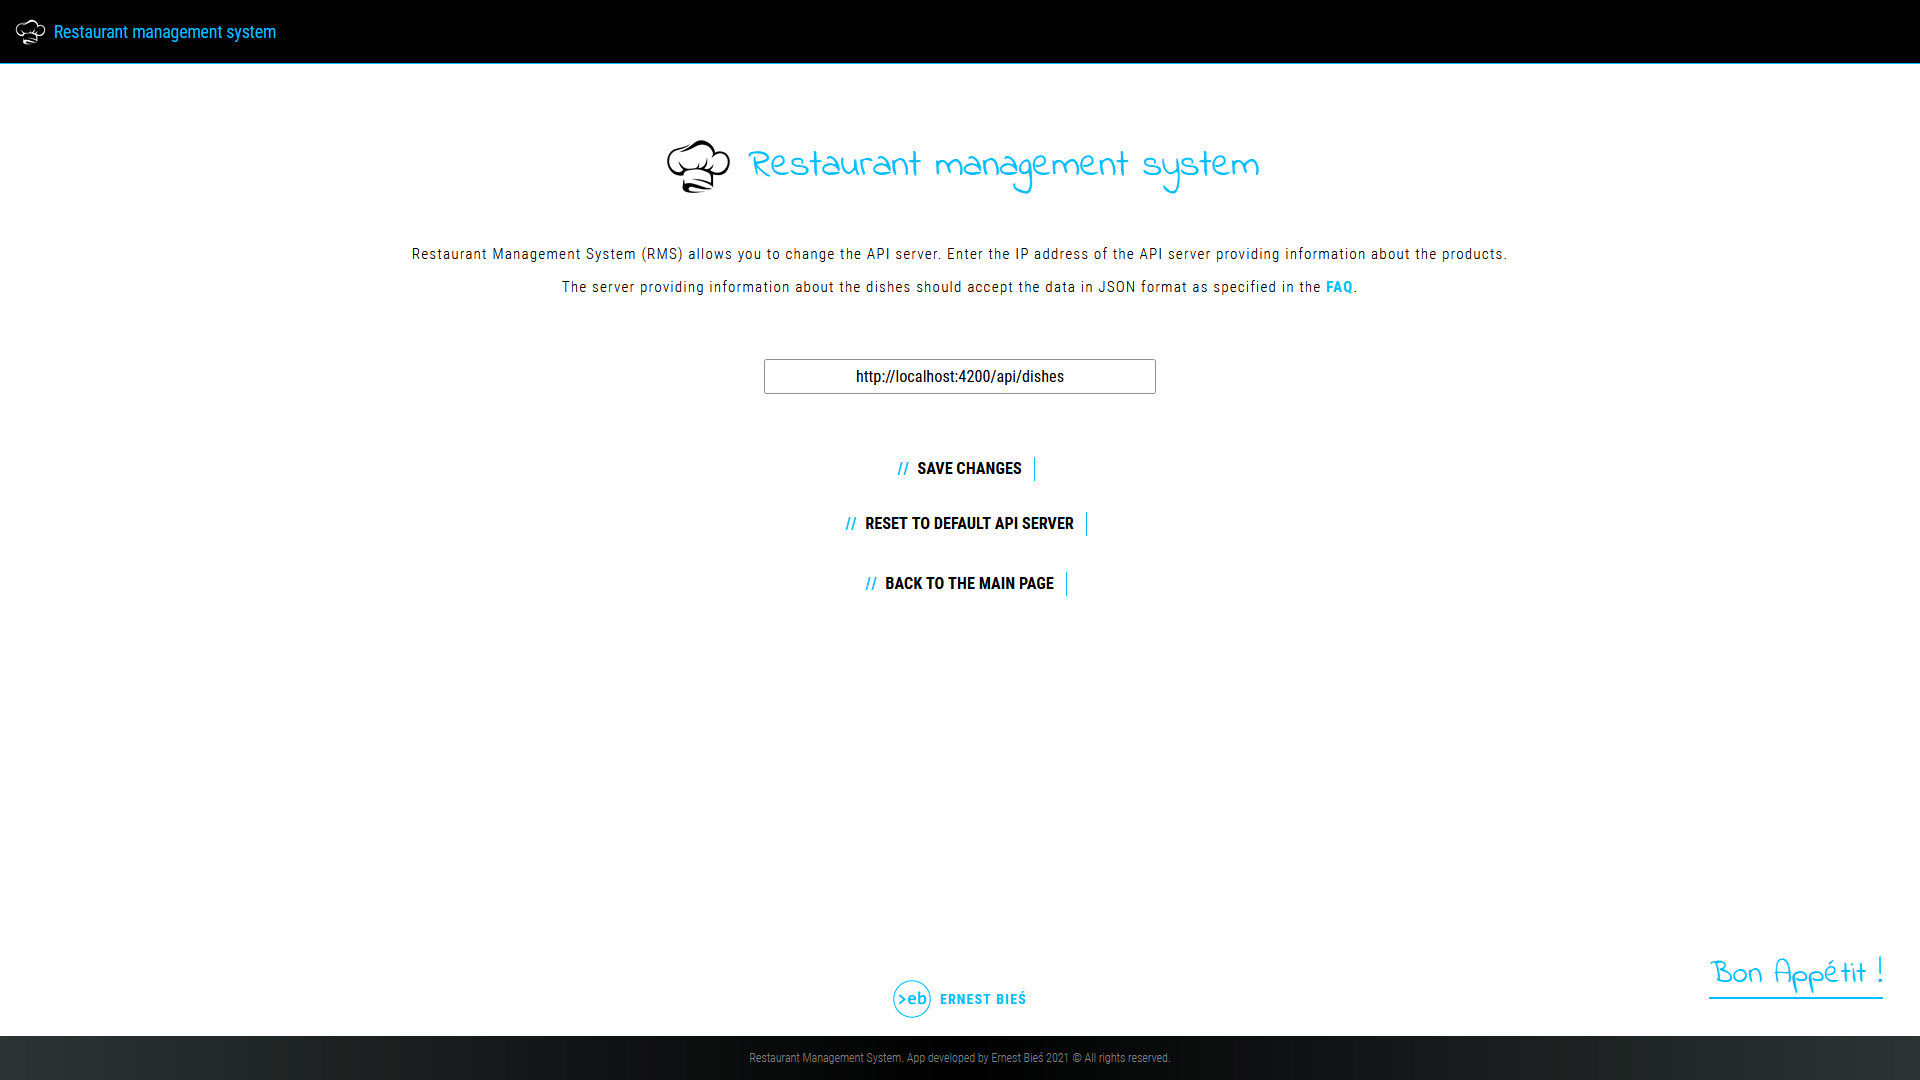 Restaurant management system
Restaurant management system
Restaurant Management System (RMS) allows you to change the API server. Enter the IP address of the API server providing information about the products.
The server providing information about the dishes should accept the data in JSON format as specified in the FAQ.
http://localhost:4200/api/dishes
// SAVE CHANGES
// RESET TO DEFAULT API SERVER
// BACK TO THE MAIN PAGE
Bon Appétit !
>eb ERNEST BIEŚ
Restaurant Management System. App developed by Ernest Bieś 2021 © All rights reserved.